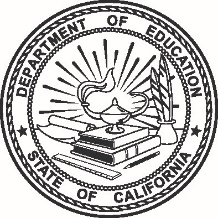 DEPARTMENT OF EDUCATION
STATE OF CALIFORNIA